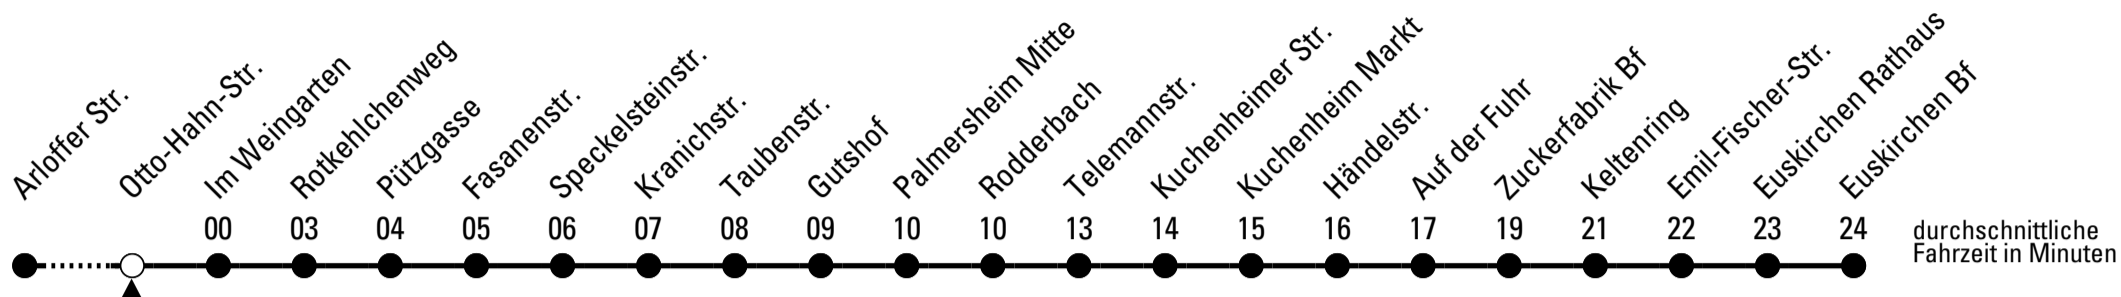 Arloffer Str.
Otto-Hahn-Str.
Im Weingarten
Rotkehlchenweg
Pützgasse
Fasanenstr.
Speckelsteinstr.
Kranichstr.
Taubenstr.
Gutshof
Palmersheim Mitte
Rodderbach
Telemannstr.
Kuchenheimer Str.
Kuchenheim Markt
Händelstr.
Auf der Fuhr
Zuckerfabrik Bf
Keltenring
Emil-Fischer-Str.
Euskirchen Rathaus
Euskirchen Bf
00 03 04 05 06 07 08 09 10 10 13 14 15 16 17 19 21 22 23 24
durchschnittliche
Fahrzeit in Minuten